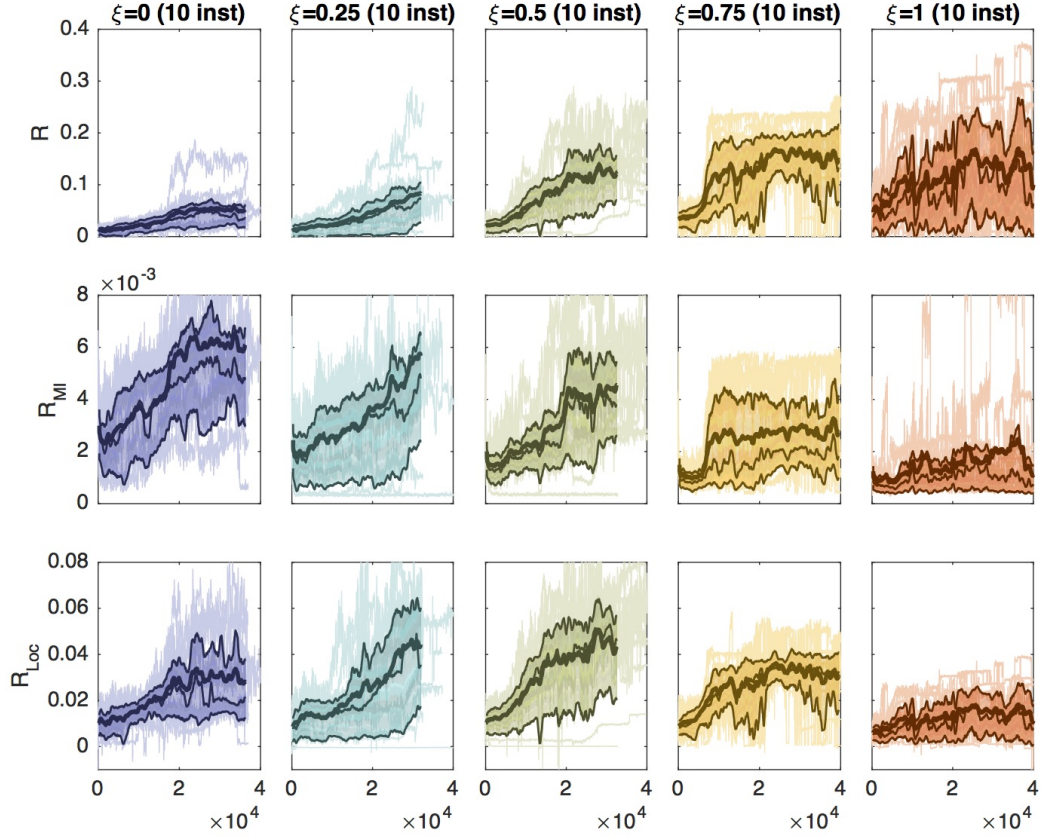 ξ=0 (10 inst) ξ=0.25 (10 inst) ξ=0.5 (10 inst) ξ=0.75 (10 inst) ξ=1 (10 inst)
0.4
0.3
R 0.2
0.1
0
×10⁻³
8
6
R_MI 4
2
0
0.08
0.06
R_Loc 0.04
0.02
0
0 2 4 0 2 4 0 2 4 0 2 4 0 2 4
×10⁴ ×10⁴ ×10⁴ ×10⁴ ×10⁴